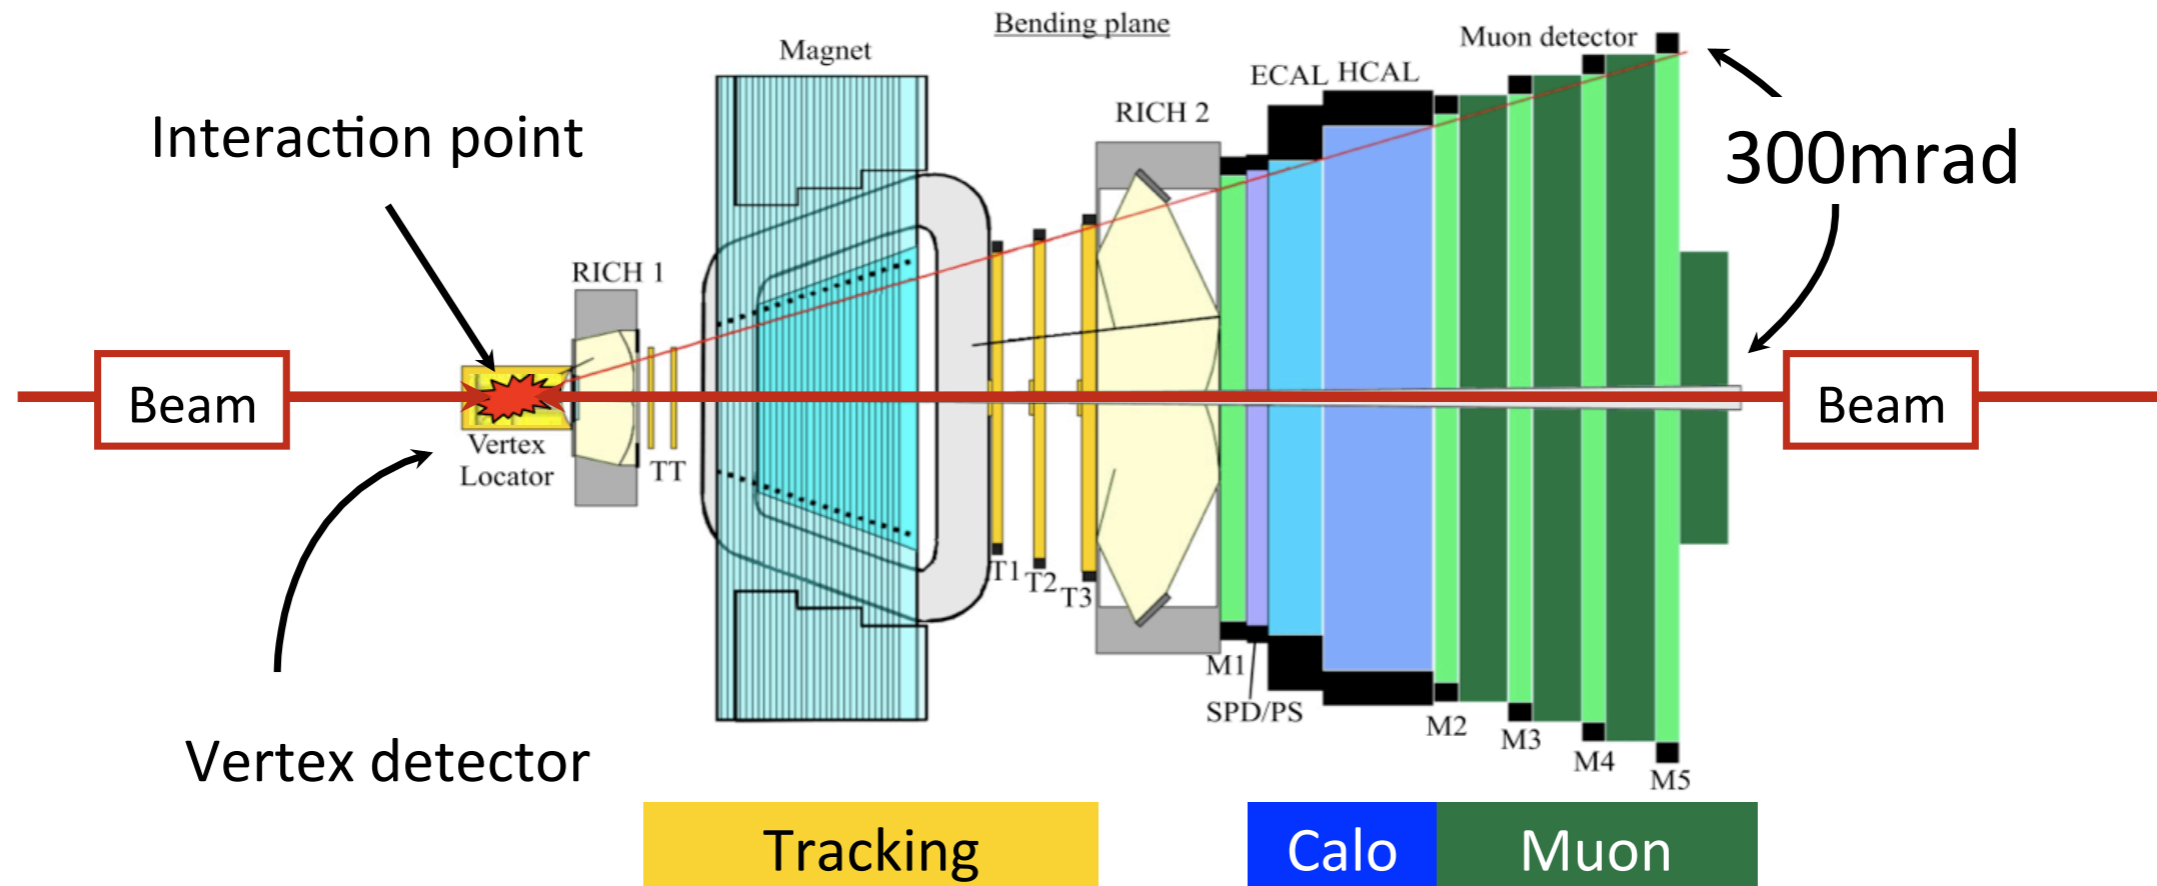 Bending plane
Magnet
Muon detector
ECAL HCAL
RICH 2
Interaction point
300mrad
RICH 1
Beam
Beam
Vertex
Locator
TT
T1
T2
T3
M1
SPD/PS
M2
M3
M4
M5
Vertex detector
Tracking
Calo
Muon